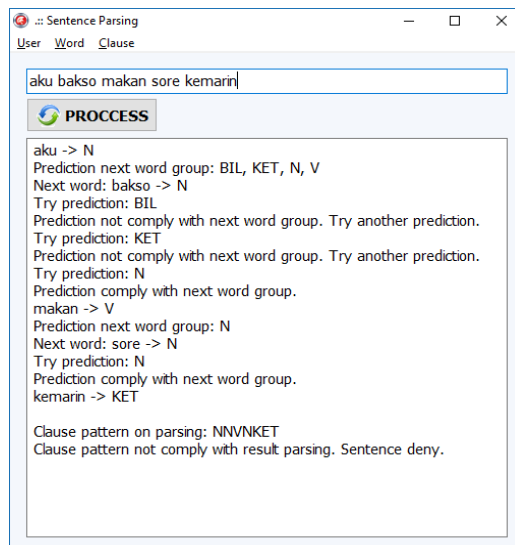 .:: Sentence Parsing
User Word Clause
aku bakso makan sore kemarin
PROCCESS
aku -> N
Prediction next word group: BIL, KET, N, V
Next word: bakso -> N
Try prediction: BIL
Prediction not comply with next word group. Try another prediction.
Try prediction: KET
Prediction not comply with next word group. Try another prediction.
Try prediction: N
Prediction comply with next word group.
makan -> V
Prediction next word group: N
Next word: sore -> N
Try prediction: N
Prediction comply with next word group.
kemarin -> KET
Clause pattern on parsing: NNVNKET
Clause pattern not comply with result parsing. Sentence deny.